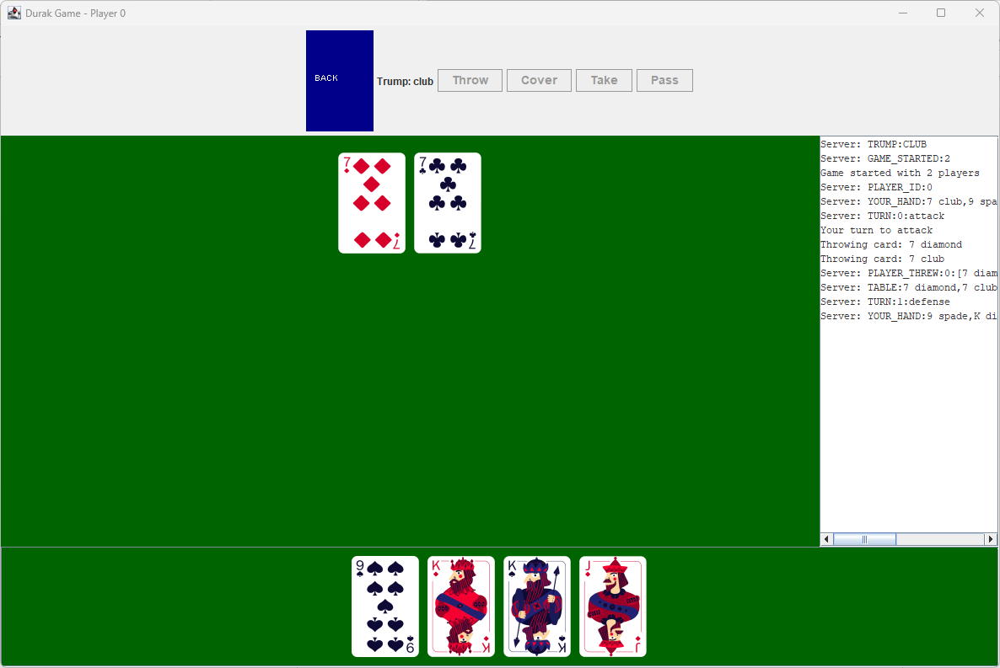 Durak Game - Player 0
BACK
Trump: club
Throw
Cover
Take
Pass
7
7
7
7
Server: TRUMP:CLUB
Server: GAME_STARTED:2
Game started with 2 players
Server: PLAYER_ID:0
Server: YOUR_HAND:7 club,9 spa
Server: TURN:0:attack
Your turn to attack
Throwing card: 7 diamond
Throwing card: 7 club
Server: PLAYER_THREW:0:[7 diam
Server: TABLE:7 diamond,7 club
Server: TURN:1:defense
Server: YOUR_HAND:9 spade,K di
9
9
K
K
K
K
J
J